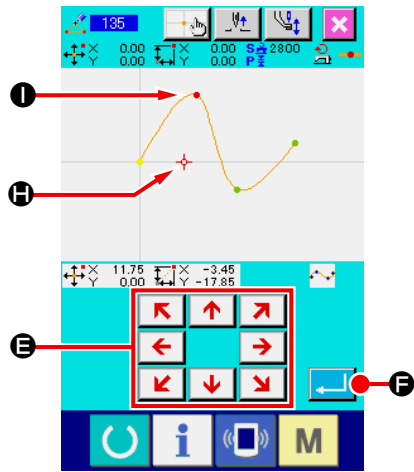 135
X 0.00 X 0.00 S 2800
Y 0.00 Y 0.00 P
I
H
X 11.75 X -3.45
Y 0.00 Y -17.85
E
F
i M